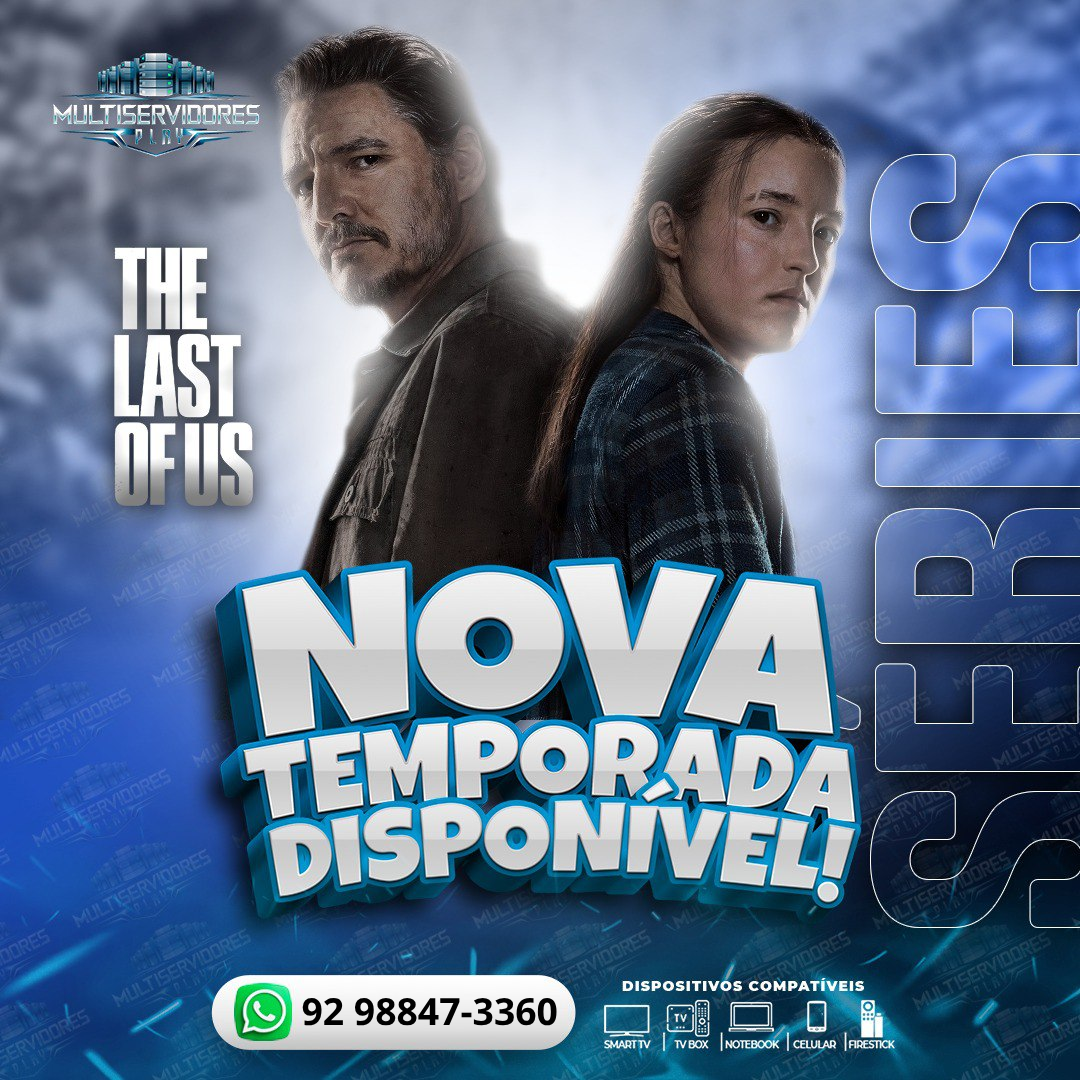 MULTISERVIDORES
PLAY
THE
LAST
OF US
SÉRIES
NOVA
TEMPORADA
DISPONÍVEL!
92 98847-3360
DISPOSITIVOS COMPATÍVEIS
TV
SMART TV | TV BOX | NOTEBOOK | CELULAR | FIRESTICK